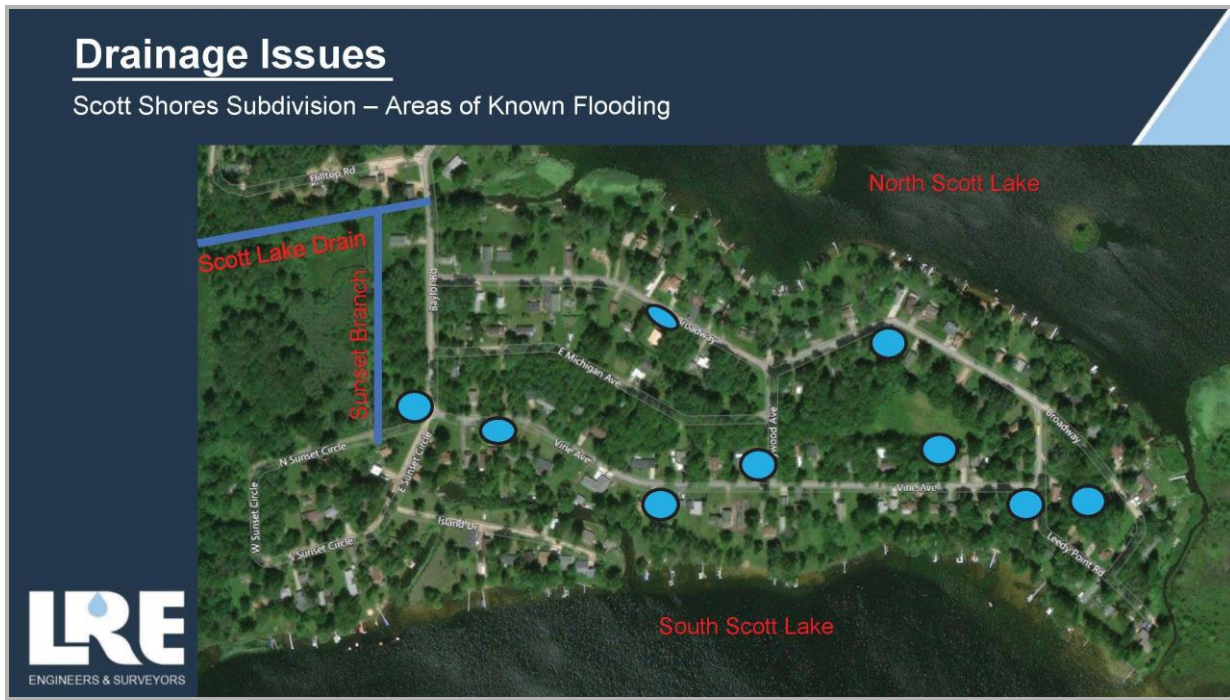 Drainage Issues
Scott Shores Subdivision – Areas of Known Flooding
Hilltop Rd
North Scott Lake
Scott Lake Drain
Sunset Branch
Baylor Rd
Broadway
E Michigan Ave
wood Ave
Broadway
N Sunset Circle
E Sunset Circle
Vine Ave
Vine Ave
W Sunset Circle
S Sunset Circle
Island Dr
Leedy Point Rd
South Scott Lake
LRE
ENGINEERS & SURVEYORS